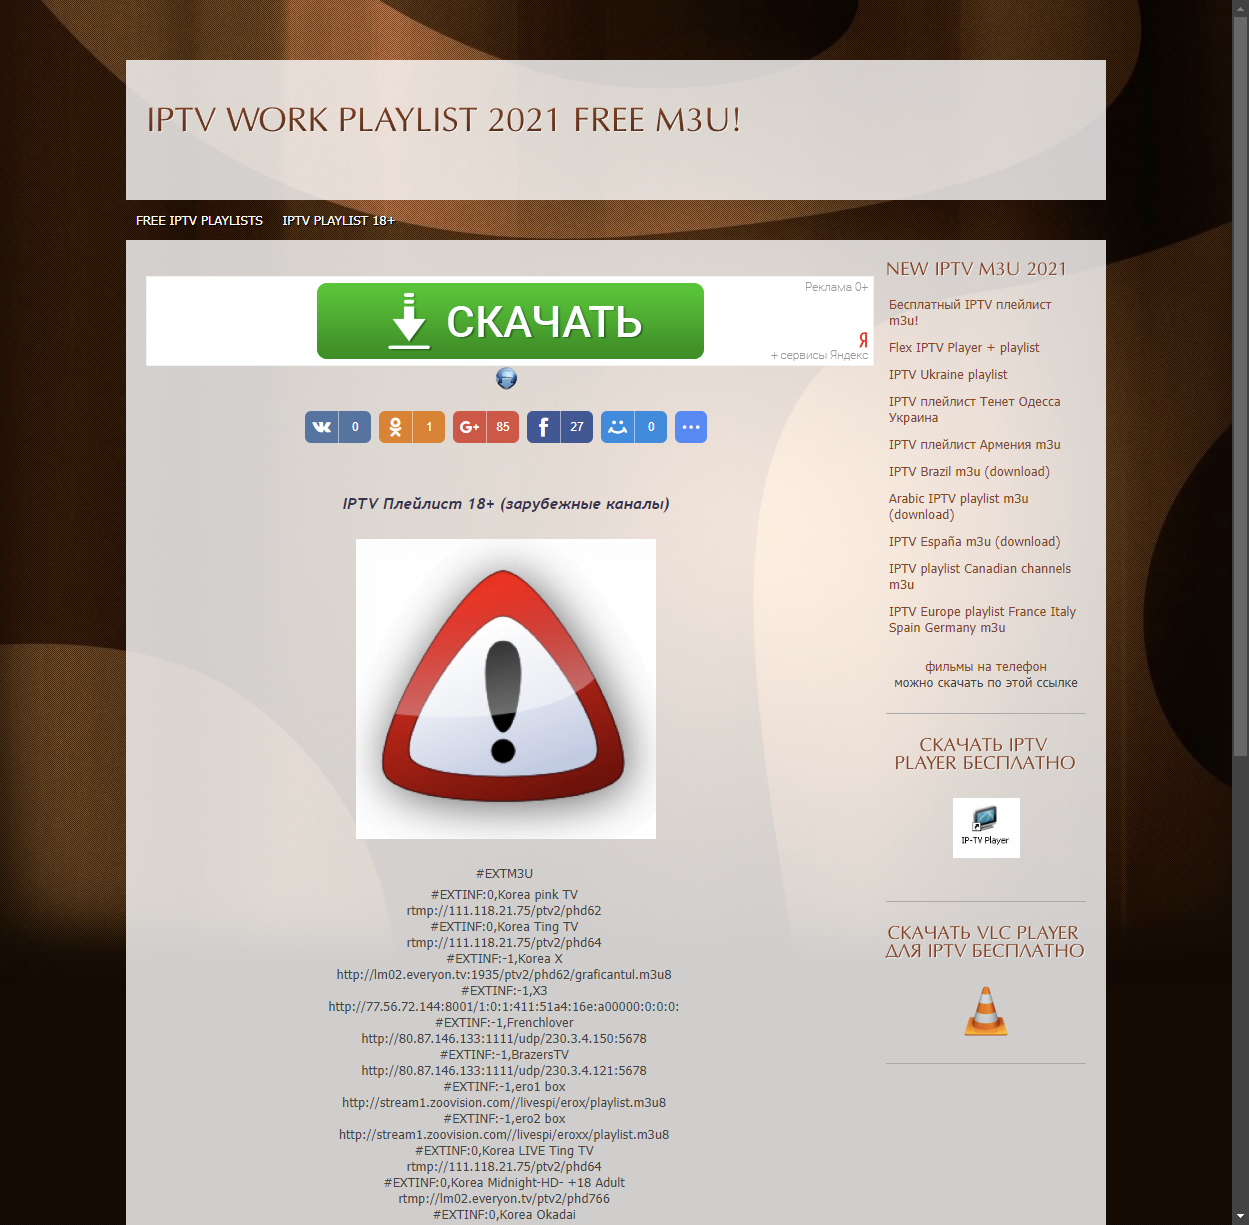 IPTV WORK PLAYLIST 2021 FREE M3U!
FREE IPTV PLAYLISTS
IPTV PLAYLIST 18+
СКАЧАТЬ
Реклама 0+
Я
+ сервисы Яндекс
0
1
G+ 85
f 27
0
IPTV Плейлист 18+ (зарубежные каналы)
#EXTM3U
#EXTINF:0,Korea pink TV
rtmp://111.118.21.75/ptv2/phd62
#EXTINF:0,Korea Ting TV
rtmp://111.118.21.75/ptv2/phd64
#EXTINF:-1,Korea X
http://lm02.everyon.tv:1935/ptv2/phd62/graficantul.m3u8
#EXTINF:-1,X3
http://77.56.72.144:8001/1:0:1:411:51a4:16e:a00000:0:0:0:
#EXTINF:-1,Frenchlover
http://80.87.146.133:1111/udp/230.3.4.150:5678
#EXTINF:-1,BrazersTV
http://80.87.146.133:1111/udp/230.3.4.121:5678
#EXTINF:-1,ero1 box
http://stream1.zoovision.com//livespi/erox/playlist.m3u8
#EXTINF:-1,ero2 box
http://stream1.zoovision.com//livespi/eroxx/playlist.m3u8
#EXTINF:0,Korea LIVE Ting TV
rtmp://111.118.21.75/ptv2/phd64
#EXTINF:0,Korea Midnight-HD- +18 Adult
rtmp://lm02.everyon.tv/ptv2/phd766
#EXTINF:0,Korea Okadai
NEW IPTV M3U 2021
Бесплатный IPTV плейлист
m3u!
Flex IPTV Player + playlist
IPTV Ukraine playlist
IPTV плейлист Тенет Одесса
Украина
IPTV плейлист Армения m3u
IPTV Brazil m3u (download)
Arabic IPTV playlist m3u
(download)
IPTV España m3u (download)
IPTV playlist Canadian channels
m3u
IPTV Europe playlist France Italy
Spain Germany m3u
фильмы на телефон
можно скачать по этой ссылке
СКАЧАТЬ IPTV
PLAYER БЕСПЛАТНО
IP-TV Player
СКАЧАТЬ VLC PLAYER
ДЛЯ IPTV БЕСПЛАТНО